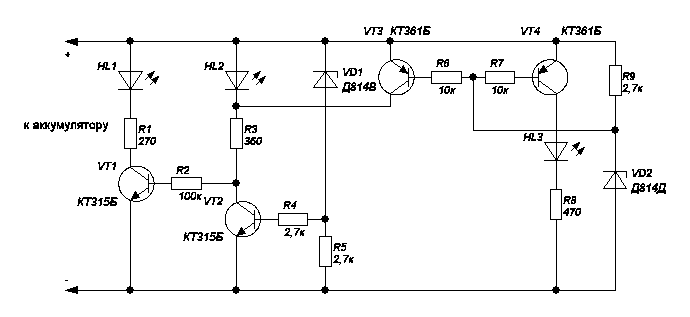 VT3 КТ361Б VT4 КТ361Б
+
HL1 HL2 VD1 Д814В R6 10к R7 10к R9 2,7к
к аккумулятору
R1 270 R3 360 HL3
VT1 R2 100к VD2 Д814Д
КТ315Б VT2 R4 2,7к R8 470
КТ315Б R5 2,7к
-